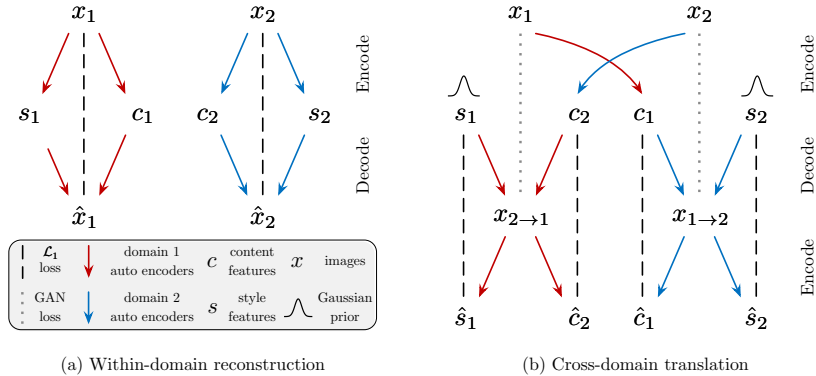 x₁ x₂
s₁ c₁ c₂ s₂
x̂₁ x̂₂
Encode
Decode
𝓛₁ loss
domain 1 auto encoders
c content features
x images
GAN loss
domain 2 auto encoders
s style features
Gaussian prior
(a) Within-domain reconstruction
x₁ x₂
s₁ c₂ c₁ s₂
x₂→₁ x₁→₂
ŝ₁ ĉ₂ ĉ₁ ŝ₂
Encode
Decode
Encode
(b) Cross-domain translation